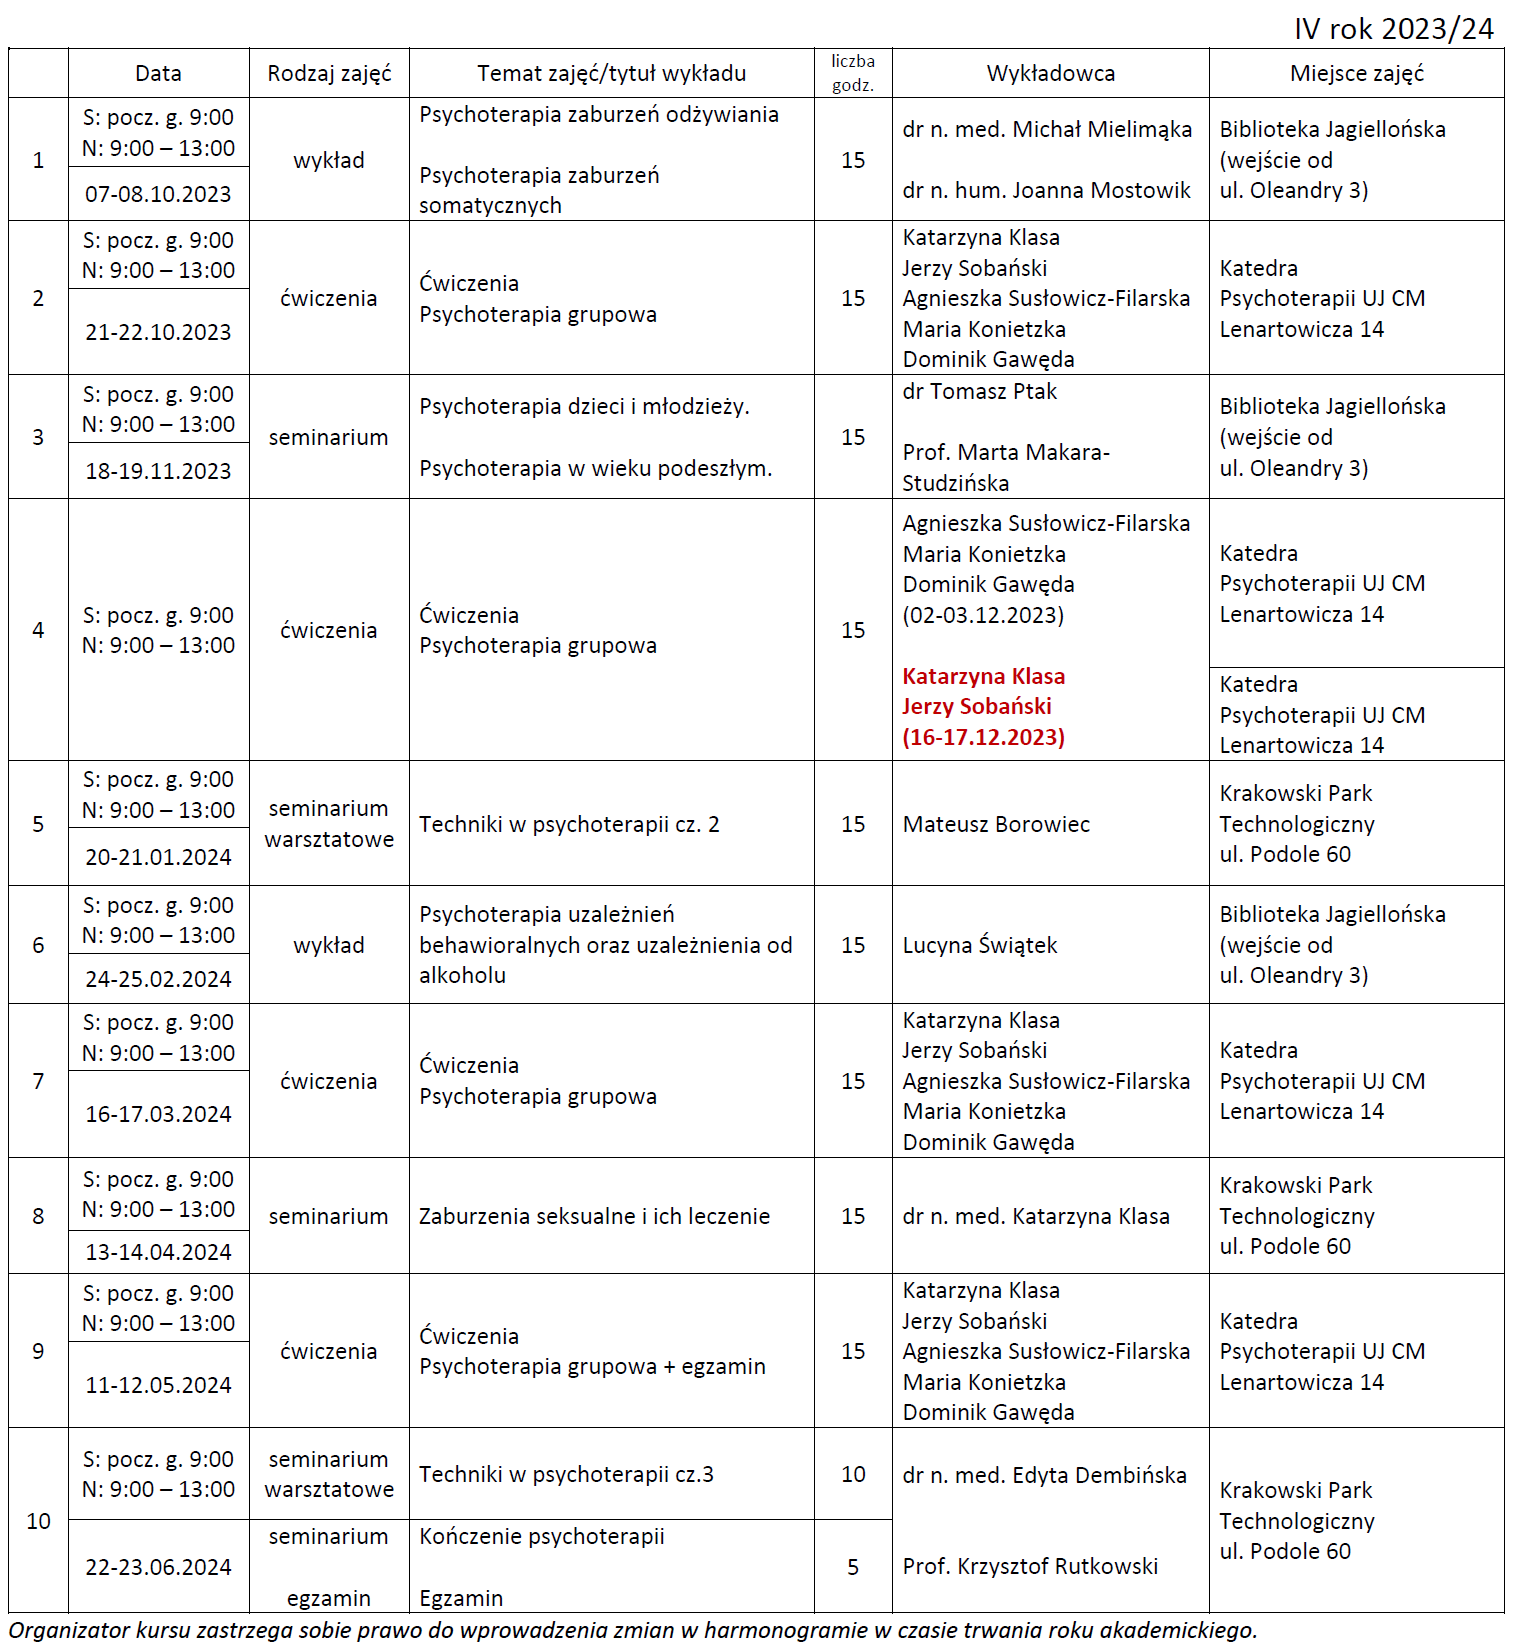 IV rok 2023/24
Data
Rodzaj zajęć
Temat zajęć/tytuł wykładu
liczba
godz.
Wykładowca
Miejsce zajęć
1
S: pocz. g. 9:00
N: 9:00 – 13:00
07-08.10.2023
wykład
Psychoterapia zaburzeń odżywiania
Psychoterapia zaburzeń
somatycznych
15
dr n. med. Michał Mielimąka
dr n. hum. Joanna Mostowik
Biblioteka Jagiellońska
(wejście od
ul. Oleandry 3)
2
S: pocz. g. 9:00
N: 9:00 – 13:00
21-22.10.2023
ćwiczenia
Ćwiczenia
Psychoterapia grupowa
15
Katarzyna Klasa
Jerzy Sobański
Agnieszka Susłowicz-Filarska
Maria Konietzka
Dominik Gawęda
Katedra
Psychoterapii UJ CM
Lenartowicza 14
3
S: pocz. g. 9:00
N: 9:00 – 13:00
18-19.11.2023
seminarium
Psychoterapia dzieci i młodzieży.
Psychoterapia w wieku podeszłym.
15
dr Tomasz Ptak
Prof. Marta Makara-
Studzińska
Biblioteka Jagiellońska
(wejście od
ul. Oleandry 3)
4
S: pocz. g. 9:00
N: 9:00 – 13:00
ćwiczenia
Ćwiczenia
Psychoterapia grupowa
15
Agnieszka Susłowicz-Filarska
Maria Konietzka
Dominik Gawęda
(02-03.12.2023)
Katarzyna Klasa
Jerzy Sobański
(16-17.12.2023)
Katedra
Psychoterapii UJ CM
Lenartowicza 14
Katedra
Psychoterapii UJ CM
Lenartowicza 14
5
S: pocz. g. 9:00
N: 9:00 – 13:00
20-21.01.2024
seminarium
warsztatowe
Techniki w psychoterapii cz. 2
15
Mateusz Borowiec
Krakowski Park
Technologiczny
ul. Podole 60
6
S: pocz. g. 9:00
N: 9:00 – 13:00
24-25.02.2024
wykład
Psychoterapia uzależnień
behawioralnych oraz uzależnienia od
alkoholu
15
Lucyna Świątek
Biblioteka Jagiellońska
(wejście od
ul. Oleandry 3)
7
S: pocz. g. 9:00
N: 9:00 – 13:00
16-17.03.2024
ćwiczenia
Ćwiczenia
Psychoterapia grupowa
15
Katarzyna Klasa
Jerzy Sobański
Agnieszka Susłowicz-Filarska
Maria Konietzka
Dominik Gawęda
Katedra
Psychoterapii UJ CM
Lenartowicza 14
8
S: pocz. g. 9:00
N: 9:00 – 13:00
13-14.04.2024
seminarium
Zaburzenia seksualne i ich leczenie
15
dr n. med. Katarzyna Klasa
Krakowski Park
Technologiczny
ul. Podole 60
9
S: pocz. g. 9:00
N: 9:00 – 13:00
11-12.05.2024
ćwiczenia
Ćwiczenia
Psychoterapia grupowa + egzamin
15
Katarzyna Klasa
Jerzy Sobański
Agnieszka Susłowicz-Filarska
Maria Konietzka
Dominik Gawęda
Katedra
Psychoterapii UJ CM
Lenartowicza 14
10
S: pocz. g. 9:00
N: 9:00 – 13:00
seminarium
warsztatowe
Techniki w psychoterapii cz.3
10
dr n. med. Edyta Dembińska
22-23.06.2024
seminarium
egzamin
Kończenie psychoterapii
Egzamin
5
Prof. Krzysztof Rutkowski
Krakowski Park
Technologiczny
ul. Podole 60
Organizator kursu zastrzega sobie prawo do wprowadzenia zmian w harmonogramie w czasie trwania roku akademickiego.